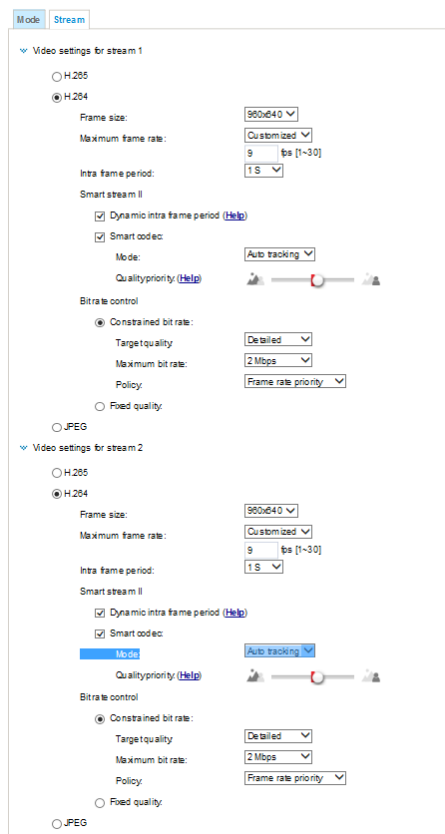 Mode Stream
Video settings for stream 1
H.265
H.264
Frame size: 960x640
Maximum frame rate: Customized
9 fps [1~30]
Intra frame period: 1 S
Smart stream II
Dynamic intra frame period (Help)
Smart codec:
Mode: Auto tracking
Quality priority: (Help)
Bit rate control
Constrained bit rate:
Target quality: Detailed
Maximum bit rate: 2 Mbps
Policy: Frame rate priority
Fixed quality:
JPEG
Video settings for stream 2
H.265
H.264
Frame size: 960x640
Maximum frame rate: Customized
9 fps [1~30]
Intra frame period: 1 S
Smart stream II
Dynamic intra frame period (Help)
Smart codec:
Mode: Auto tracking
Quality priority: (Help)
Bit rate control
Constrained bit rate:
Target quality: Detailed
Maximum bit rate: 2 Mbps
Policy: Frame rate priority
Fixed quality:
JPEG